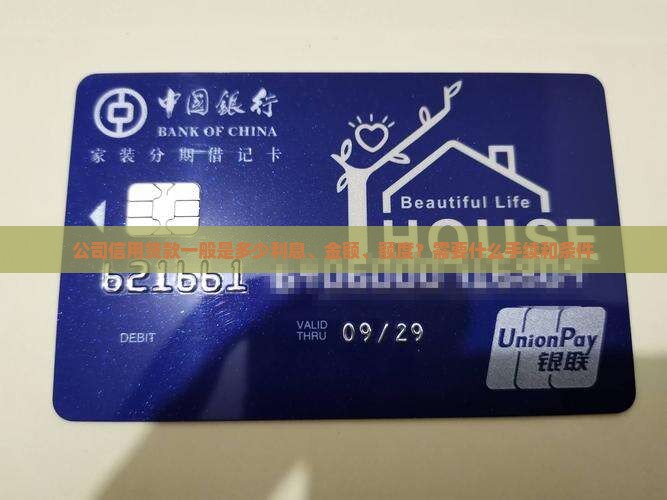 中国银行
BANK OF CHINA
家装分期借记卡
Beautiful Life
HOUSE
公司信用贷款一般是多少利息、金额、额度？需要什么手续和条件
621661
DEBIT
VALID
THRU
09/29
UnionPay
银联